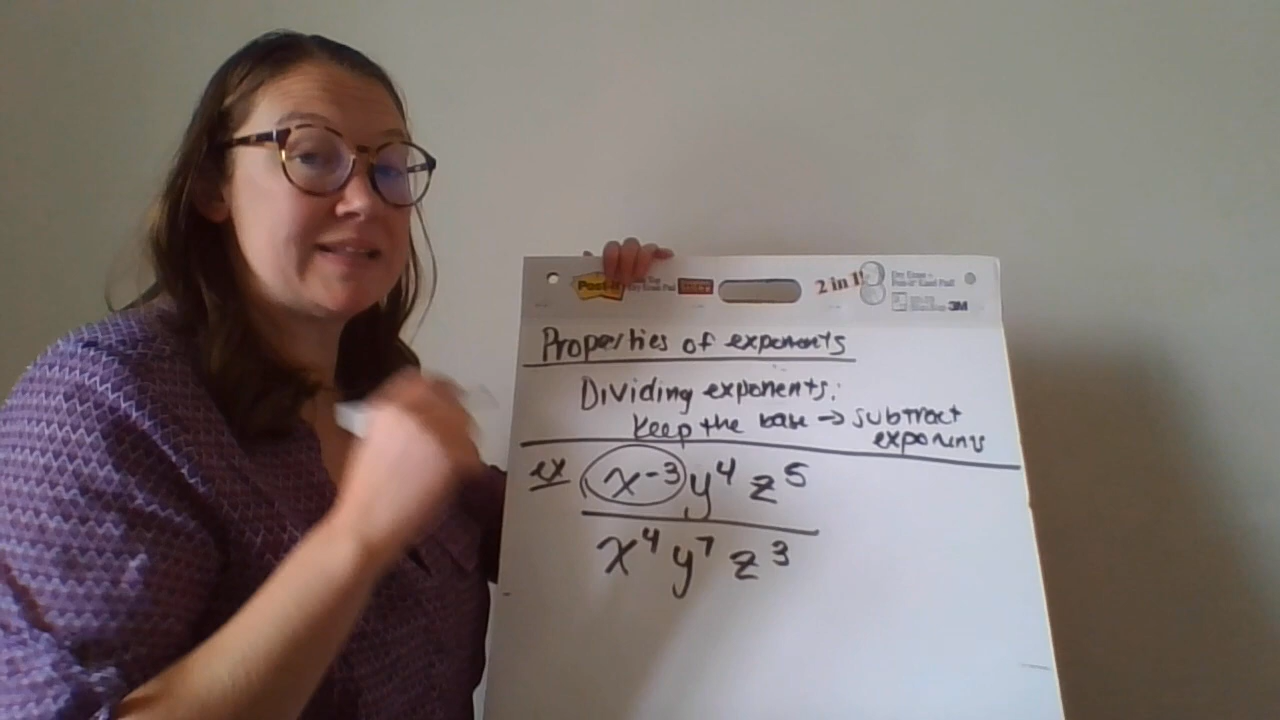 Post-it
2 in 1!
3M
Properties of exponents
Dividing exponents:
keep the base → subtract
exponents
ex x⁻³ y⁴ z⁵
x⁴ y⁷ z³